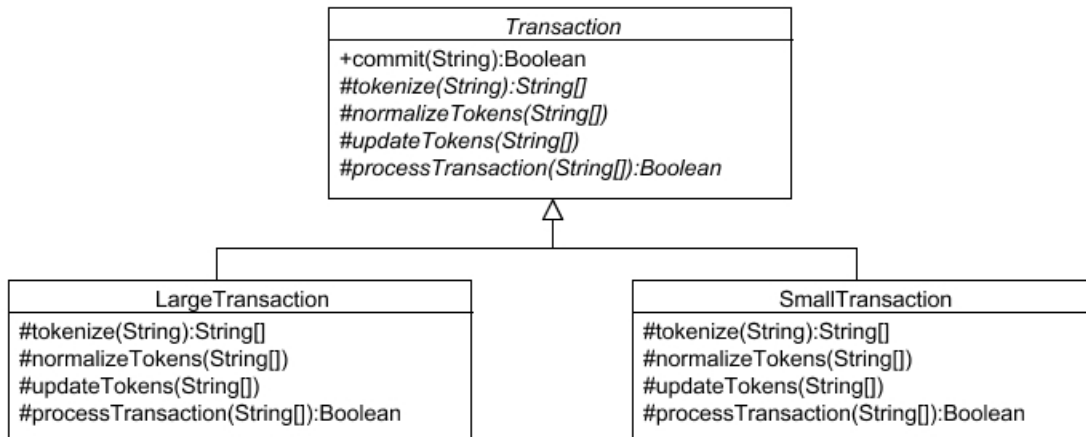 Transaction
+commit(String):Boolean
#tokenize(String):String[]
#normalizeTokens(String[])
#updateTokens(String[])
#processTransaction(String[]):Boolean
LargeTransaction
#tokenize(String):String[]
#normalizeTokens(String[])
#updateTokens(String[])
#processTransaction(String[]):Boolean
SmallTransaction
#tokenize(String):String[]
#normalizeTokens(String[])
#updateTokens(String[])
#processTransaction(String[]):Boolean